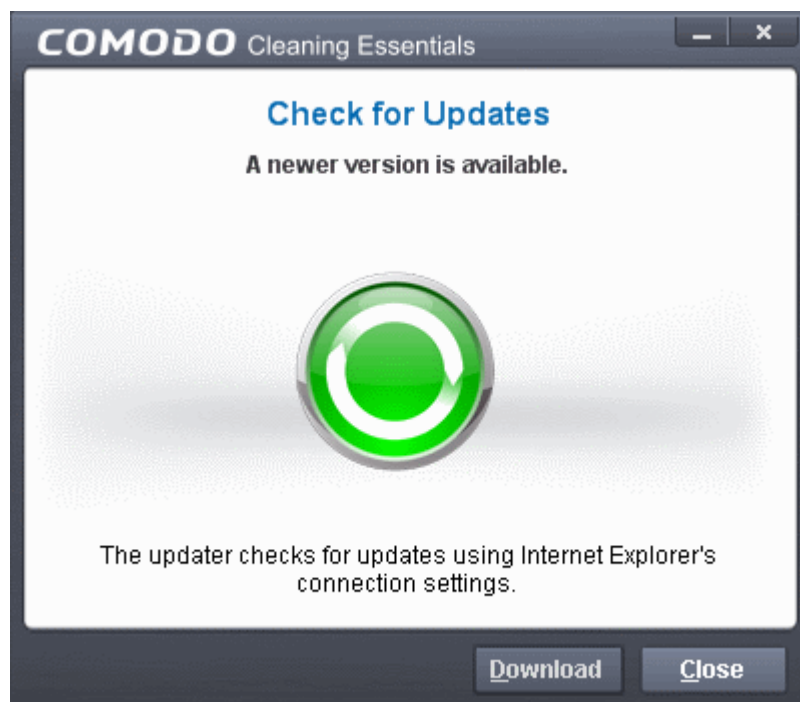 COMODO Cleaning Essentials
Check for Updates
A newer version is available.
The updater checks for updates using Internet Explorer's
connection settings.
Download
Close